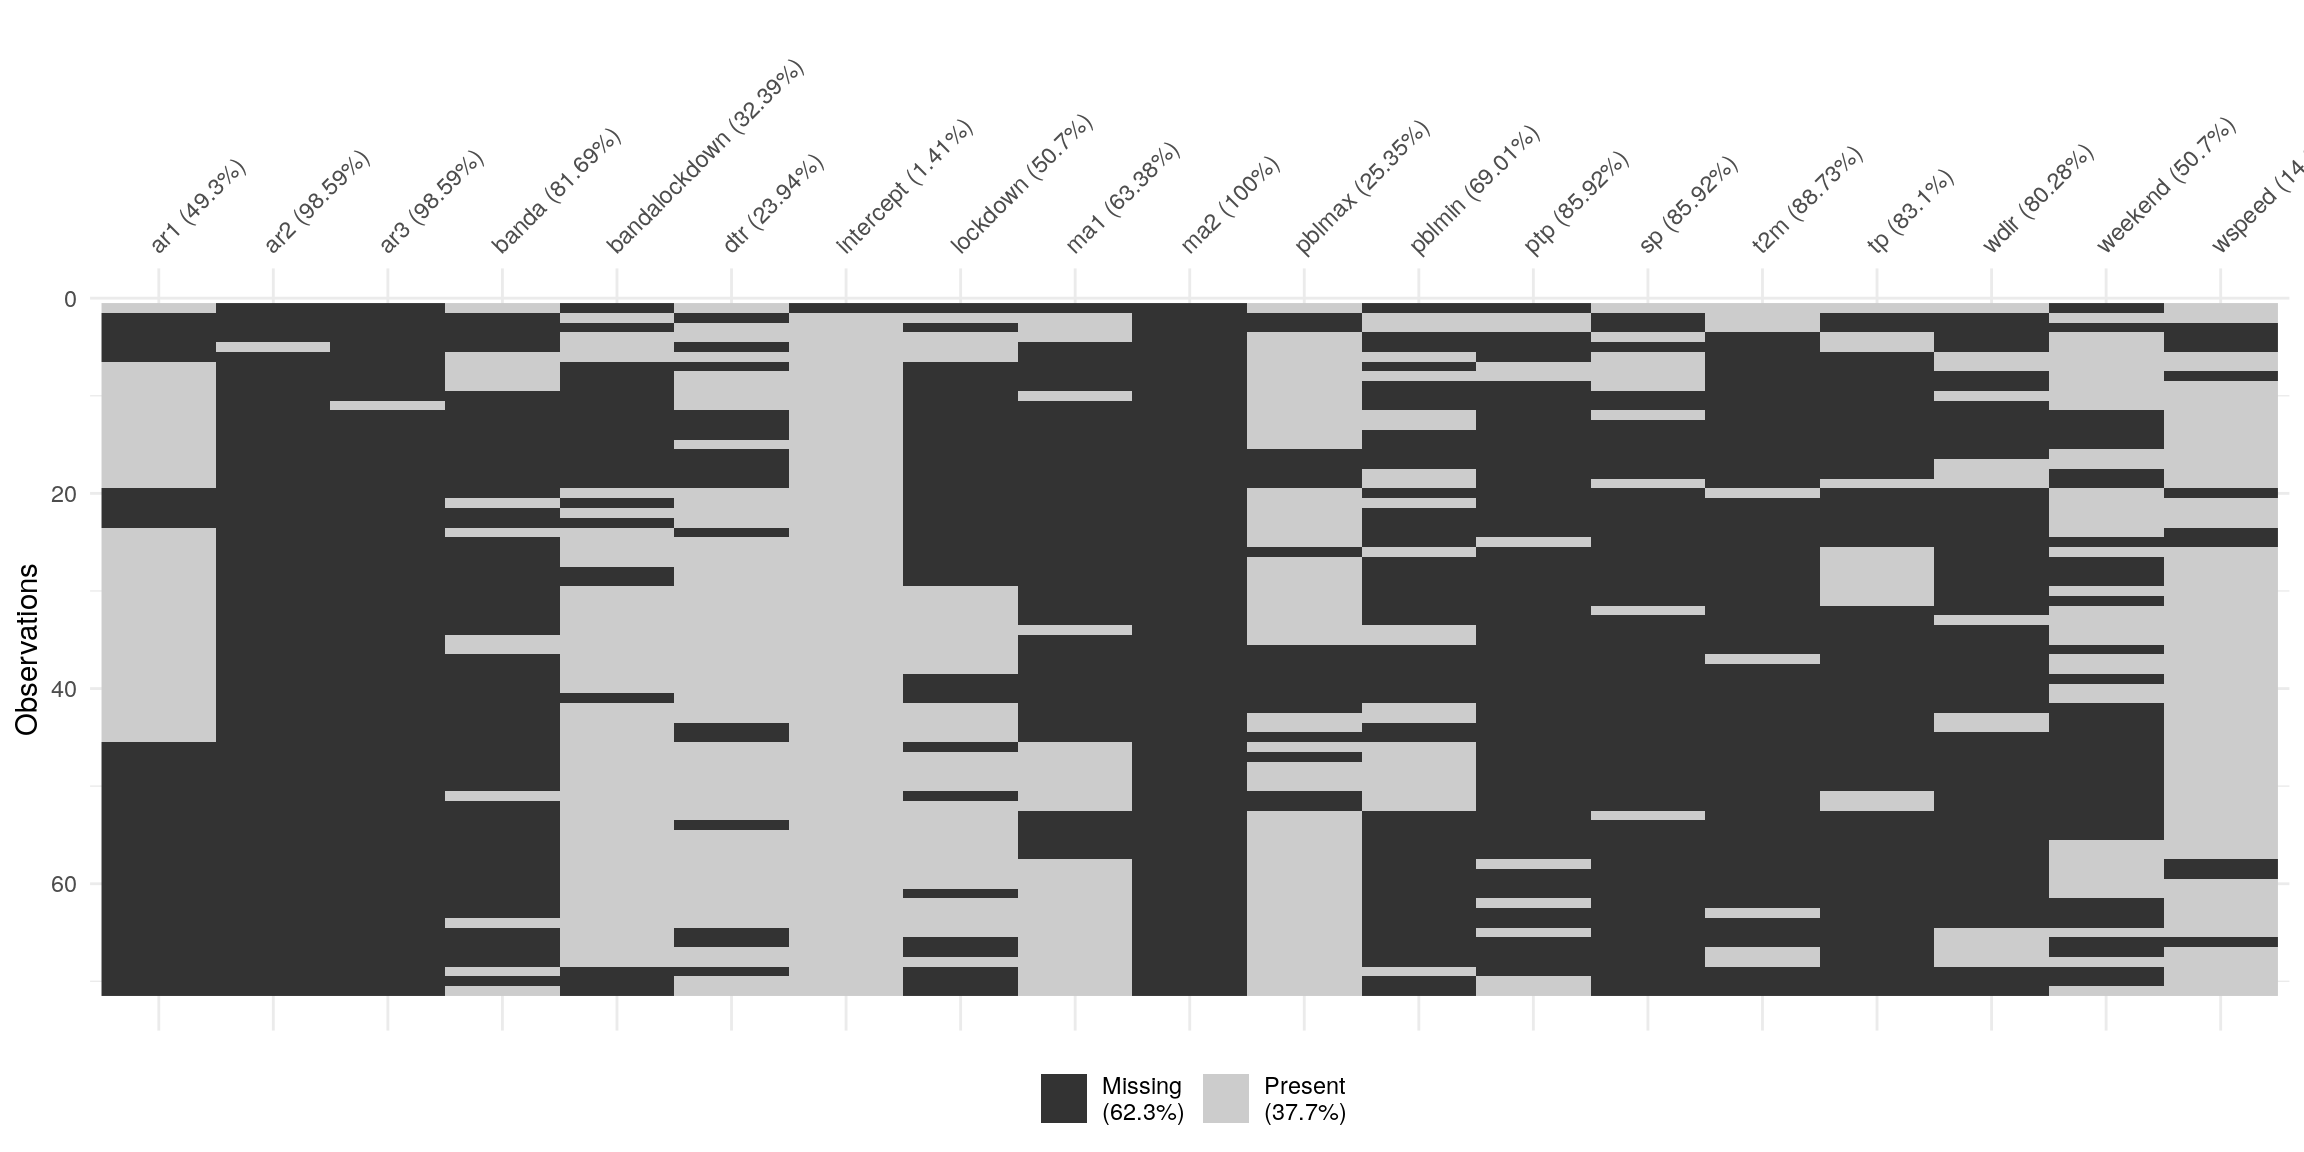 ar1 (49.3%)
ar2 (98.59%)
ar3 (98.59%)
banda (81.69%)
bandalockdown (32.39%)
dtr (23.94%)
Intercept (1.41%)
lockdown (50.7%)
ma1 (63.38%)
ma2 (100%)
pblmax (25.35%)
pblmin (69.01%)
ptp (85.92%)
sp (85.92%)
t2m (88.73%)
tp (83.1%)
wdir (80.28%)
weekend (50.7%)
wspeed (14.
0
20
40
60
Observations
Missing
(62.3%)
Present
(37.7%)